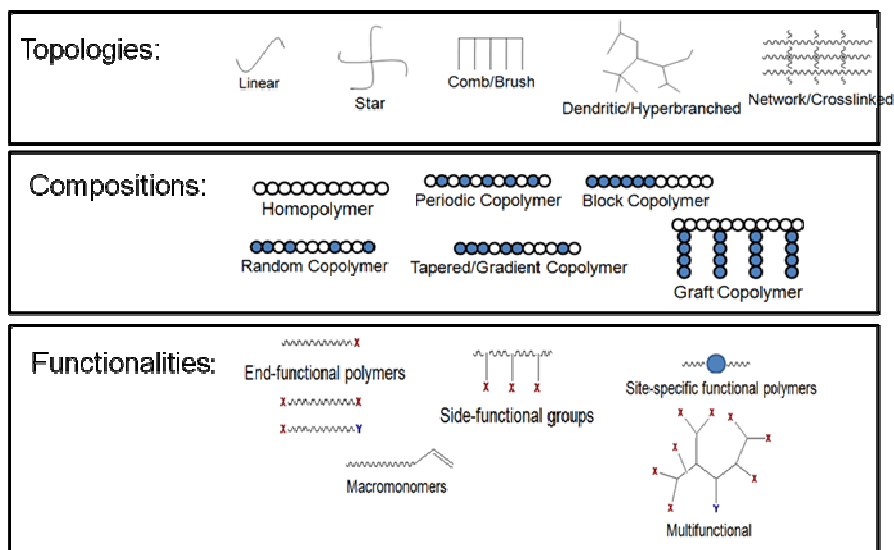 Topologies:
Linear
Star
Comb/Brush
Dendritic/Hyperbranched
Network/Crosslinked
Compositions:
Homopolymer
Periodic Copolymer
Block Copolymer
Random Copolymer
Tapered/Gradient Copolymer
Graft Copolymer
Functionalities:
X
End-functional polymers
X X
X Y
X X X
Side-functional groups
Macromonomers
Site-specific functional polymers
X X X
X X
X X
X Y
Multifunctional